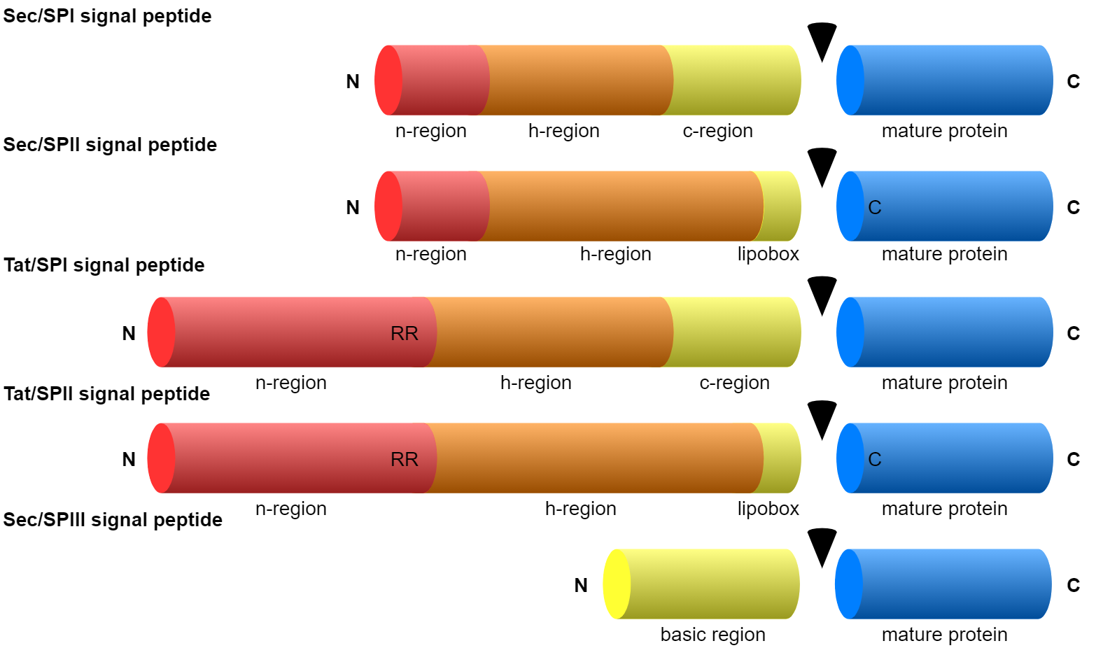 Sec/SPI signal peptide
N C
n-region h-region c-region mature protein
Sec/SPII signal peptide
N C C
n-region h-region lipobox mature protein
Tat/SPI signal peptide
N RR C
n-region h-region c-region mature protein
Tat/SPII signal peptide
N RR C C
n-region h-region lipobox mature protein
Sec/SPIII signal peptide
N C
basic region mature protein